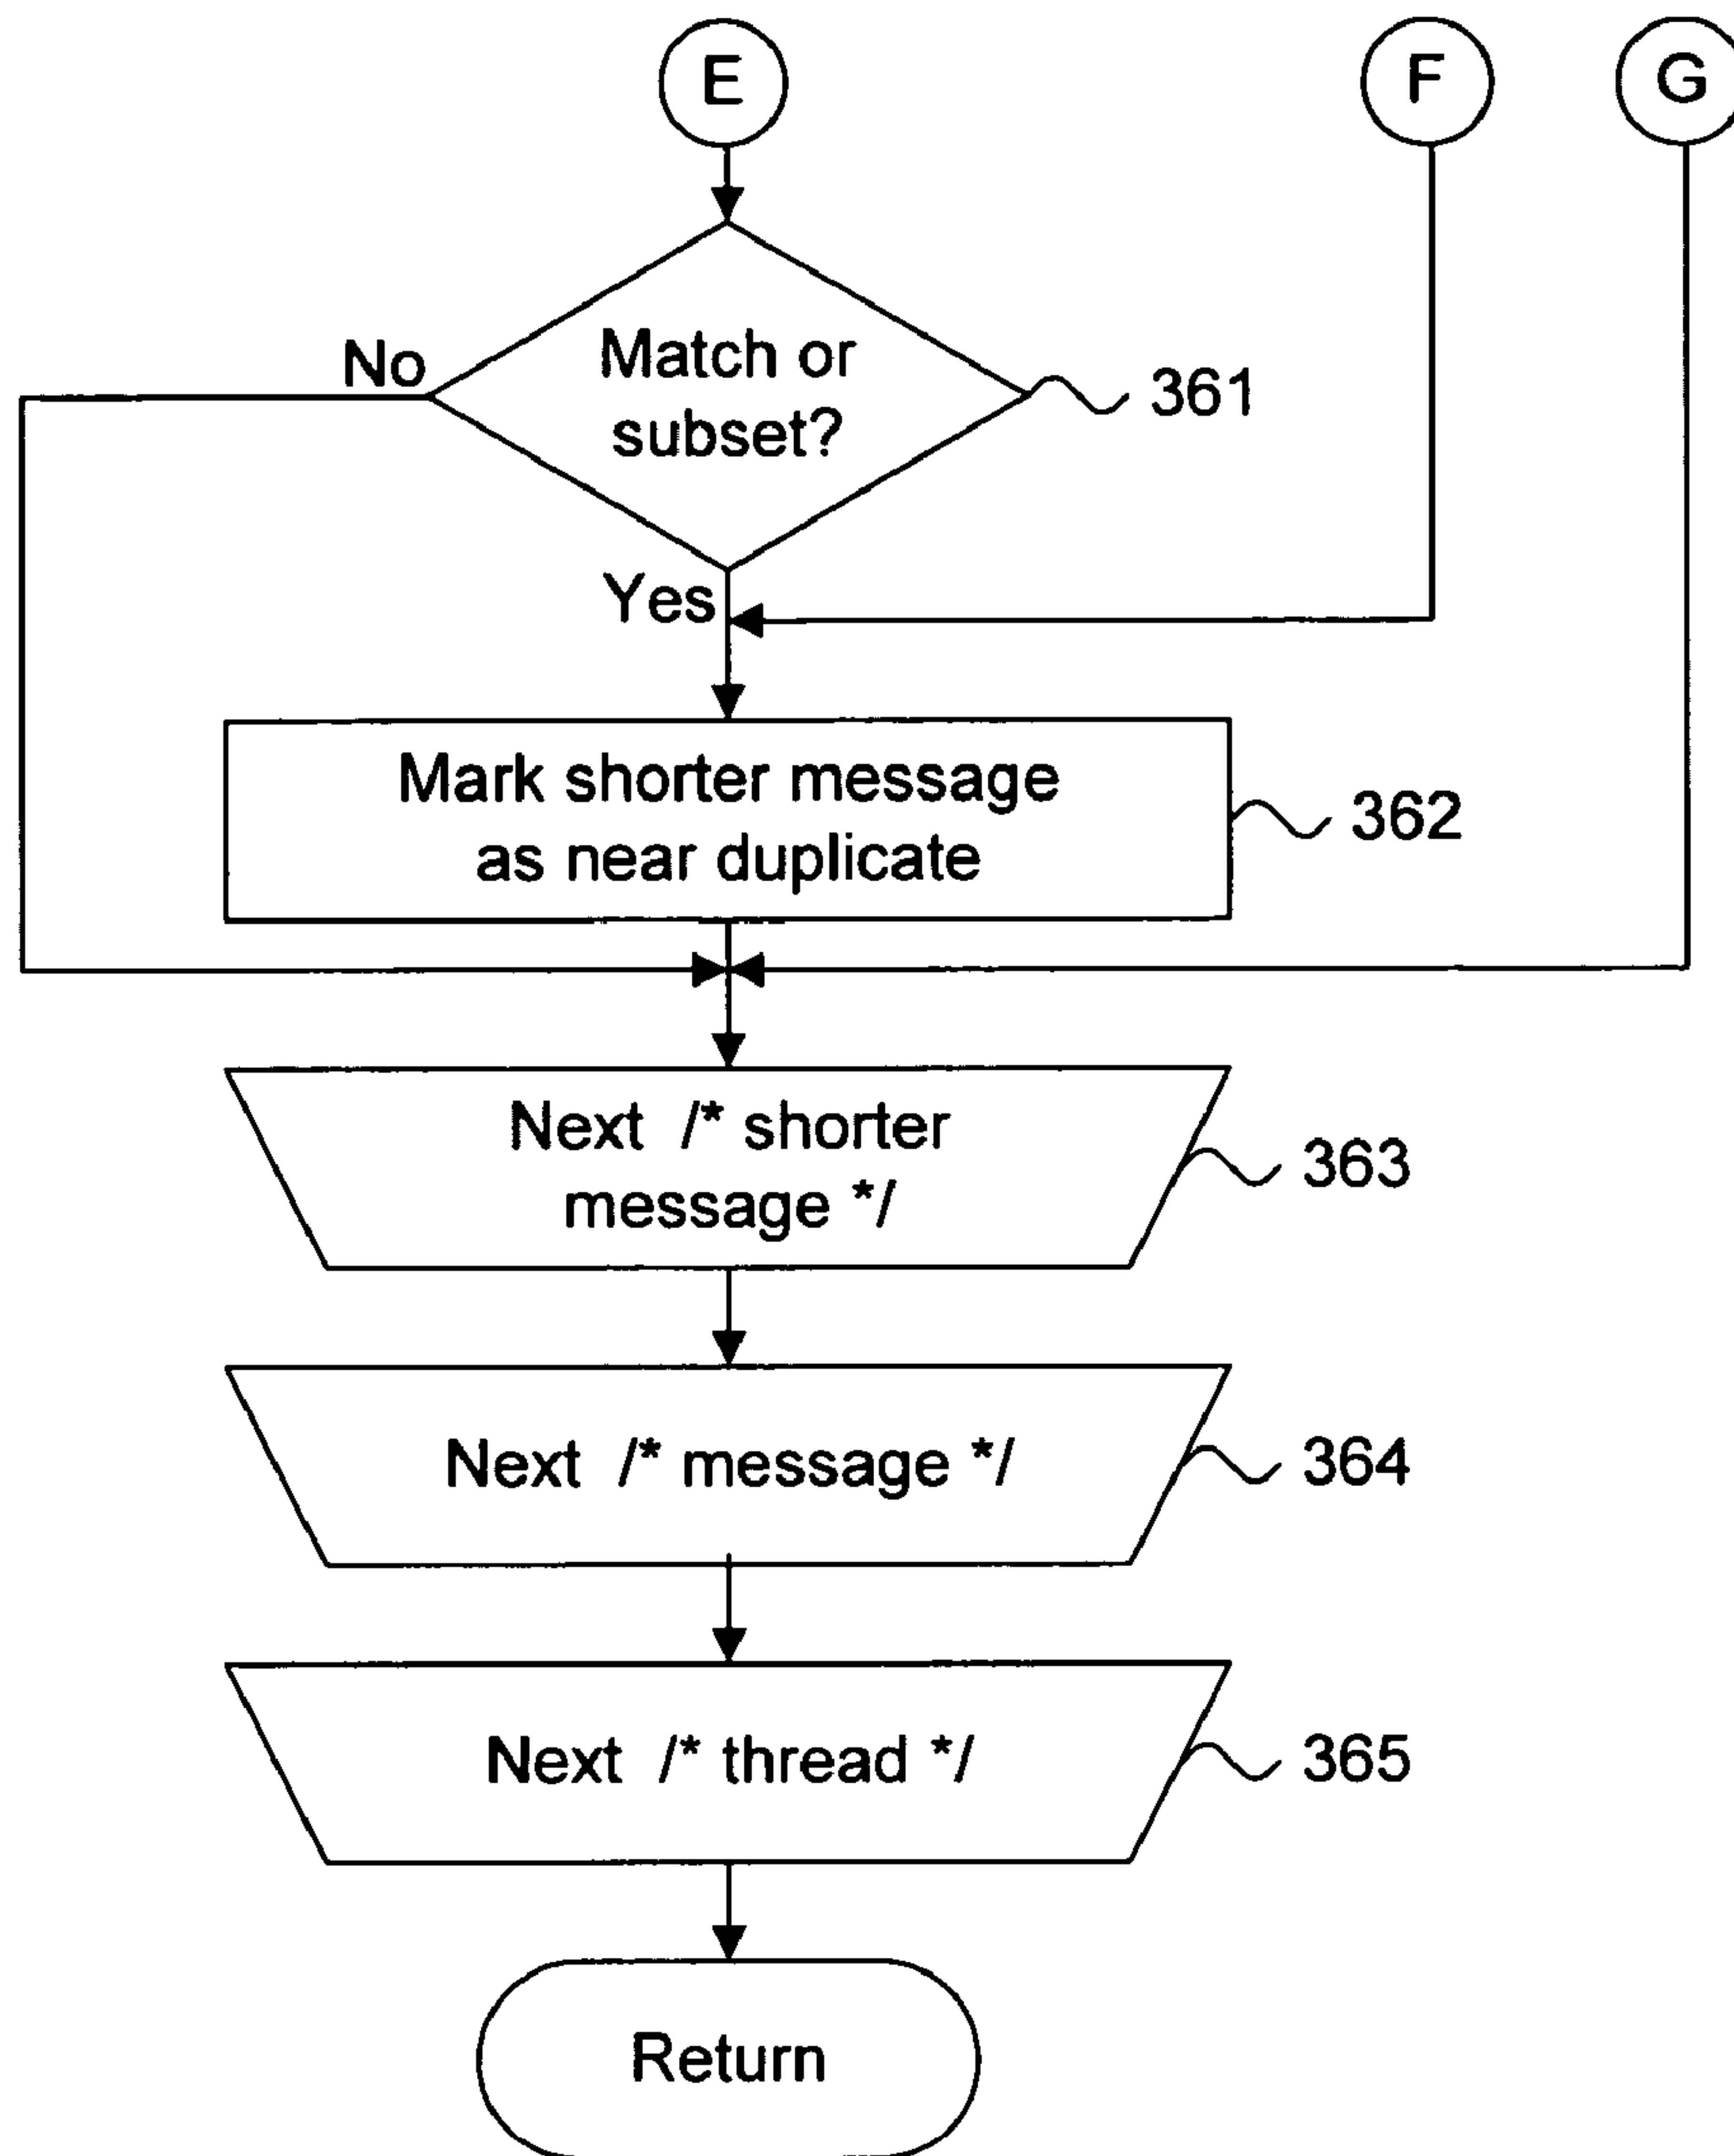 E
F
G
No
Match or
subset?
361
Yes
Mark shorter message
as near duplicate
362
Next /* shorter
message */
363
Next /* message */
364
Next /* thread */
365
Return